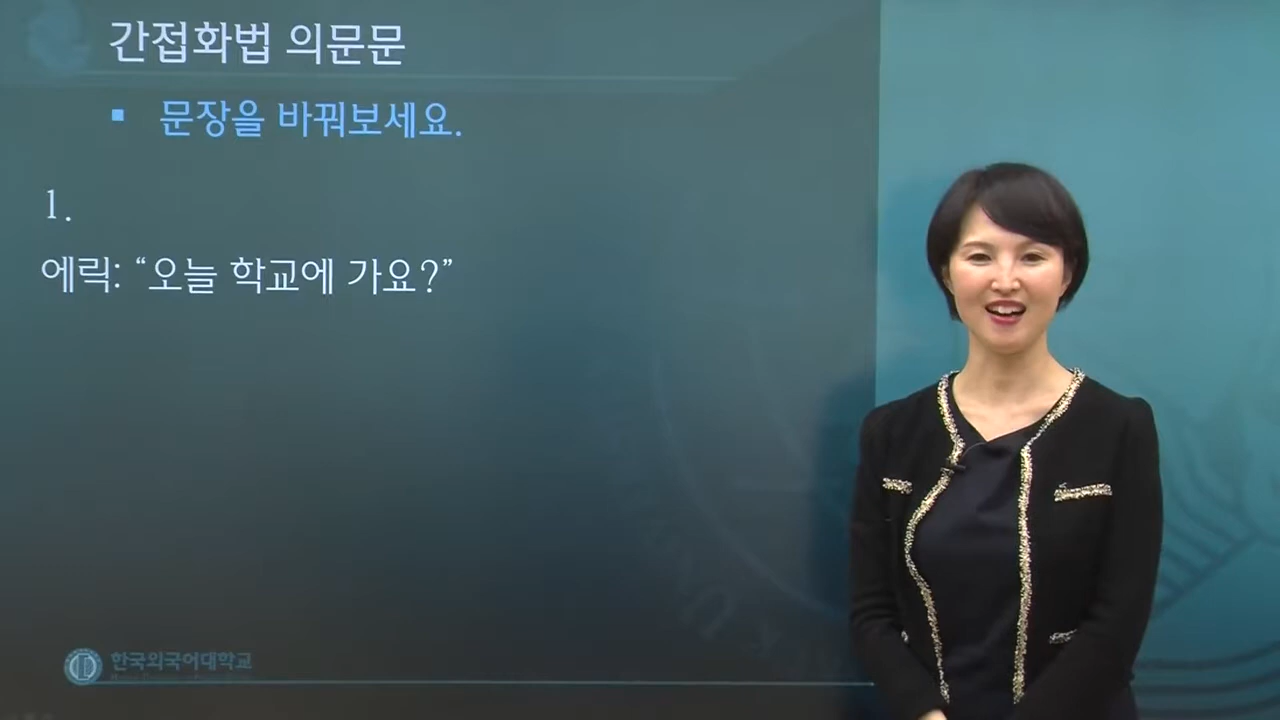 간접화법 의문문
▪ 문장을 바꿔보세요.
1.
에릭: “오늘 학교에 가요?”
한국외국어대학교